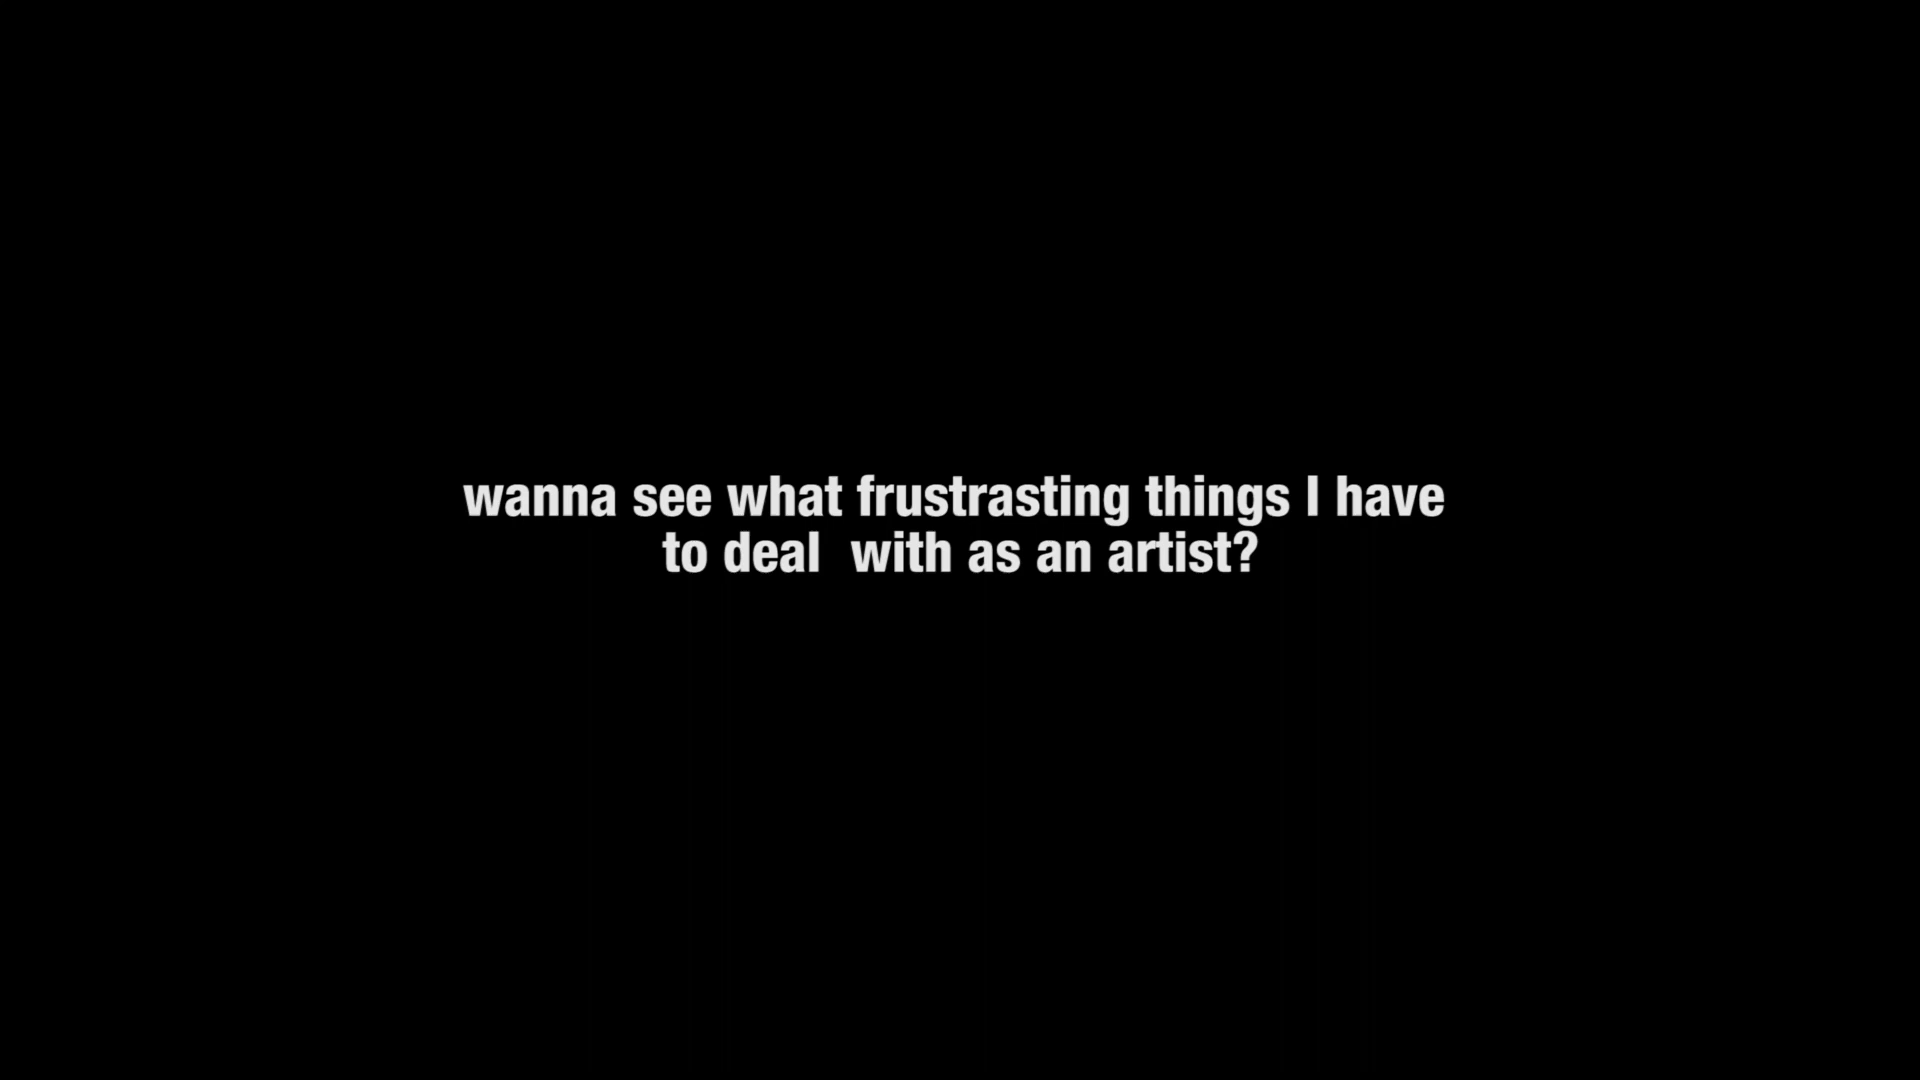 wanna see what frustrasting things I have
to deal  with as an artist?